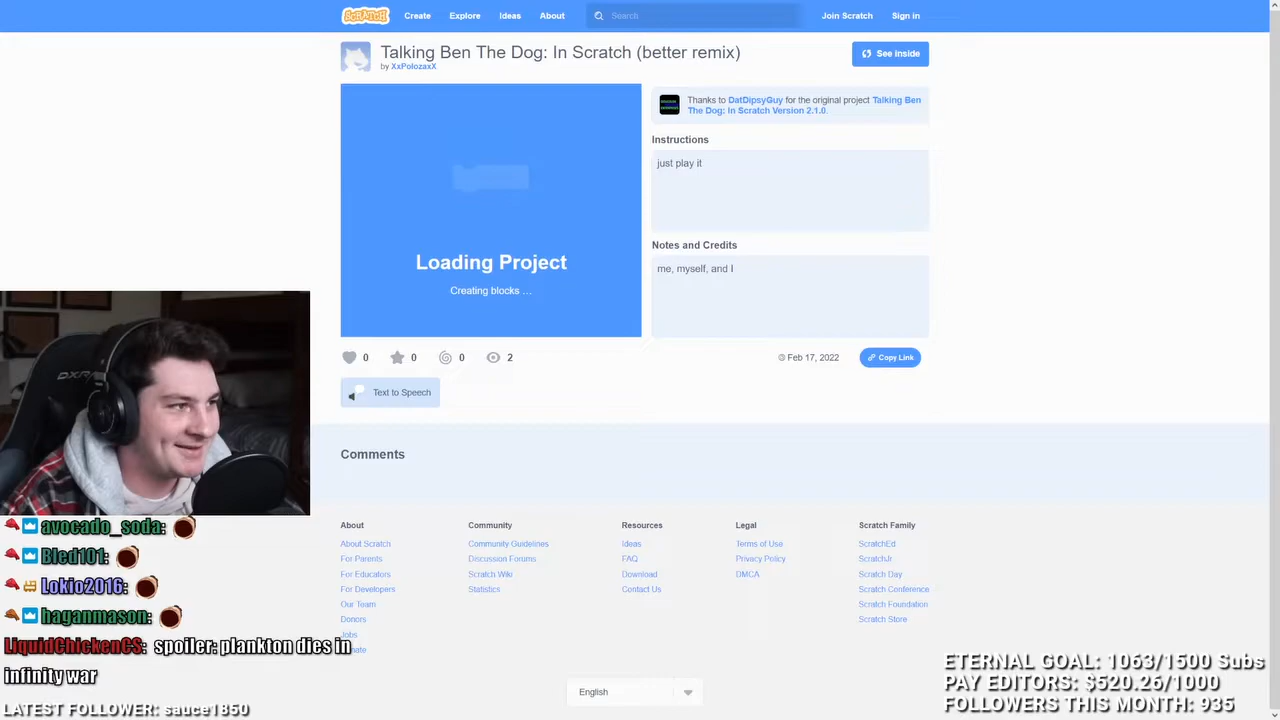 SCRATCH Create Explore Ideas About Search Join Scratch Sign in
Talking Ben The Dog: In Scratch (better remix)
by XxPolozaxX
See inside
Thanks to DatDipsyGuy for the original project Talking Ben
The Dog: In Scratch Version 2.1.0.
Instructions
just play it
Loading Project
Creating blocks …
Notes and Credits
me, myself, and I
0 0 0 2
Feb 17, 2022
Copy Link
Text to Speech
Comments
DXR
avocado_soda:
Bled101:
Lokio2016:
haganmason:
LiquidChickenCS: spoiler: plankton dies in
infinity war
LATEST FOLLOWER: sauce1850
About
About Scratch
For Parents
For Educators
For Developers
Our Team
Donors
Jobs
Community
Community Guidelines
Discussion Forums
Scratch Wiki
Statistics
Resources
Ideas
FAQ
Download
Contact Us
Legal
Terms of Use
Privacy Policy
DMCA
Scratch Family
ScratchEd
ScratchJr
Scratch Day
Scratch Conference
Scratch Foundation
Scratch Store
English
ETERNAL GOAL: 1063/1500 Subs
PAY EDITORS: $520.26/1000
FOLLOWERS THIS MONTH: 935